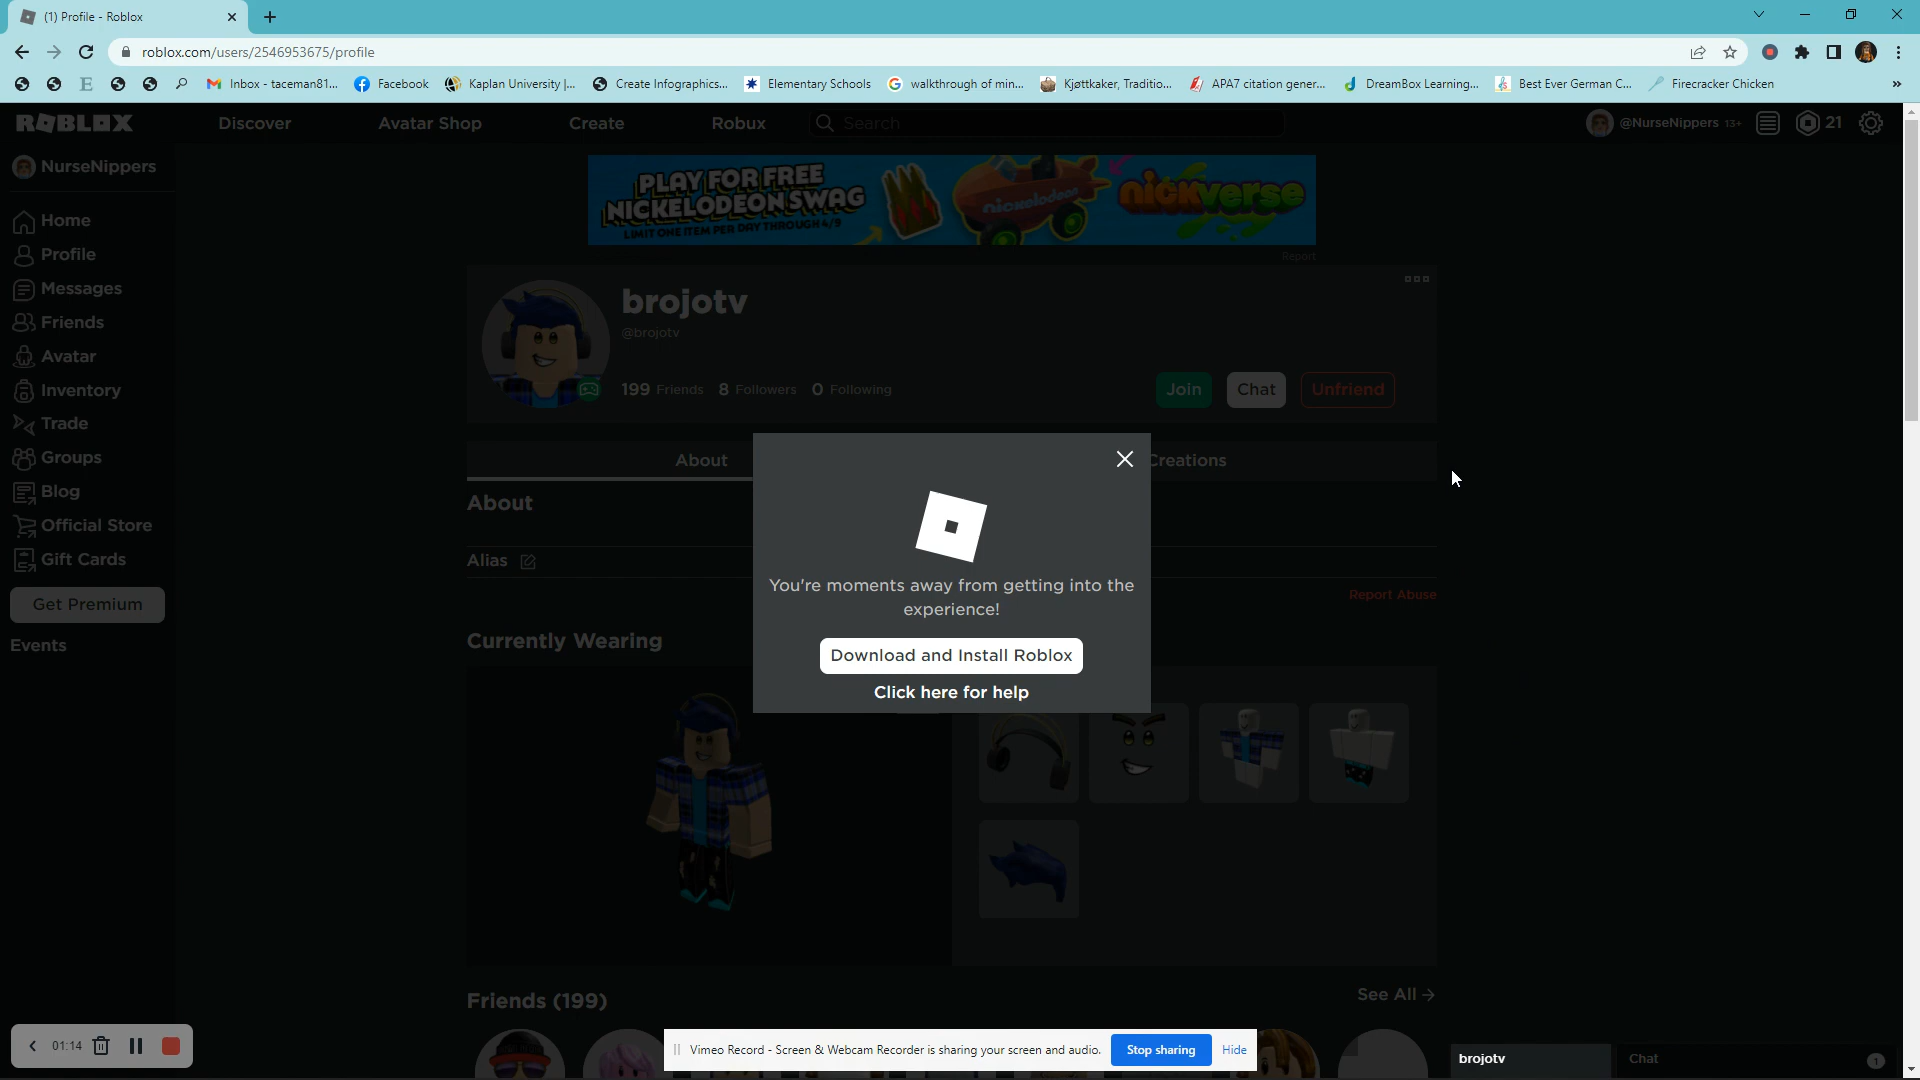 (1) Profile - Roblox
roblox.com/users/2546953675/profile
Inbox - taceman81...
Facebook
Kaplan University |...
Create Infographics...
Elementary Schools
walkthrough of min...
Kjøttkaker, Traditio...
APA7 citation gener...
DreamBox Learning...
Best Ever German C...
Firecracker Chicken
ROBLOX
Discover
Avatar Shop
Create
Robux
Search
@NurseNippers 13+
21
NurseNippers
Home
Profile
Messages
Friends
Avatar
Inventory
Trade
Groups
Blog
Official Store
Gift Cards
Get Premium
Events
PLAY FOR FREE
NICKELODEON SWAG
LIMIT ONE ITEM PER DAY THROUGH 4/9
nickelodeon
nickverse
Report
brojotv
@brojotv
199 Friends 8 Followers 0 Following
Join
Chat
Unfriend
About
Creations
About
Alias
Report Abuse
You're moments away from getting into the
experience!
Download and Install Roblox
Click here for help
Currently Wearing
Friends (199)
See All
01:14
Vimeo Record - Screen & Webcam Recorder is sharing your screen and audio.
Stop sharing
Hide
brojotv
Chat
1